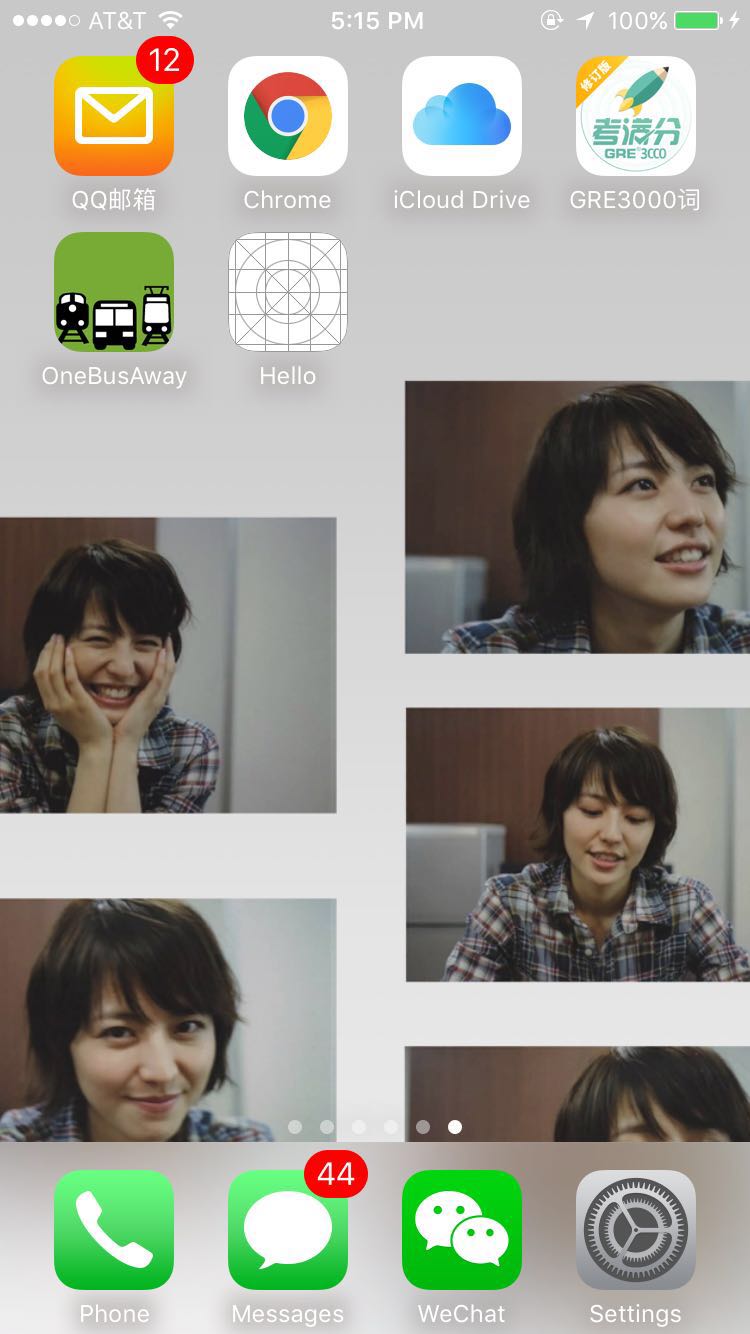 AT&T 5:15 PM 100%
12
修订版
考满分
GRE 3000
QQ邮箱 Chrome iCloud Drive GRE3000词
OneBusAway Hello
44
Phone Messages WeChat Settings